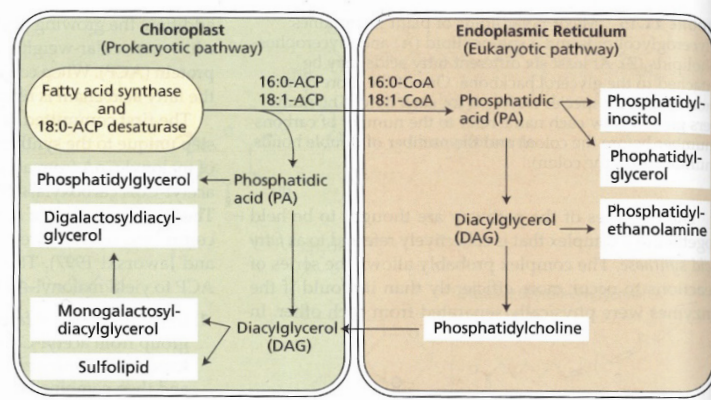 Chloroplast
(Prokaryotic pathway)
Fatty acid synthase
and
18:0-ACP desaturase
16:0-ACP
18:1-ACP
Phosphatidylglycerol
Phosphatidic
acid (PA)
Digalactosyldiacyl-
glycerol
Monogalactosyl-
diacylglycerol
Sulfolipid
Diacylglycerol
(DAG)
Endoplasmic Reticulum
(Eukaryotic pathway)
16:0-CoA
18:1-CoA
Phosphatidic
acid (PA)
Phosphatidyl-
inositol
Phophatidyl-
glycerol
Diacylglycerol
(DAG)
Phosphatidyl-
ethanolamine
Phosphatidylcholine